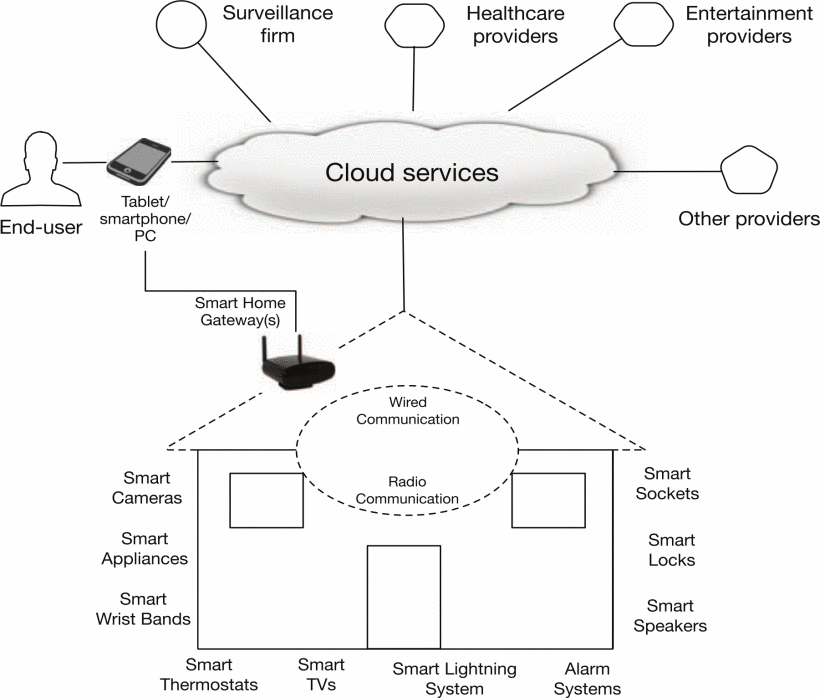 Surveillance
firm
Healthcare
providers
Entertainment
providers
Cloud services
End-user
Tablet/
smartphone/
PC
Other providers
Smart Home
Gateway(s)
Wired
Communication
Radio
Communication
Smart
Cameras
Smart
Appliances
Smart
Wrist Bands
Smart
Sockets
Smart
Locks
Smart
Speakers
Smart
Thermostats
Smart
TVs
Smart Lightning
System
Alarm
Systems